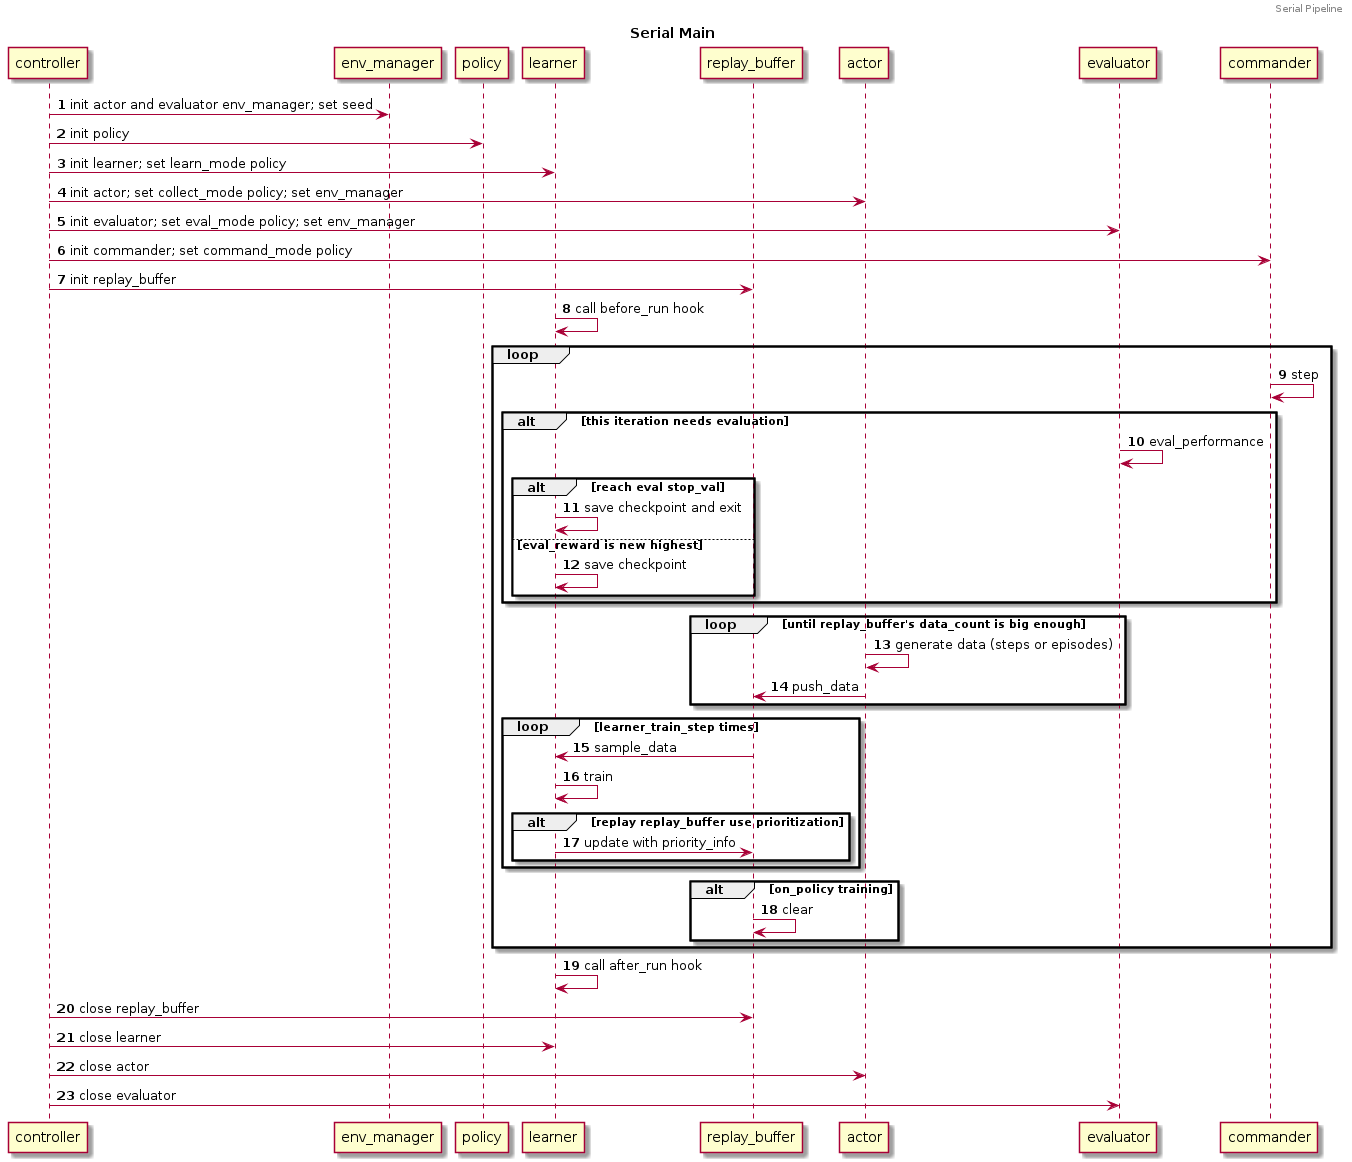 Serial Pipeline
Serial Main
controller env_manager policy learner replay_buffer actor evaluator commander
1 init actor and evaluator env_manager; set seed
2 init policy
3 init learner; set learn_mode policy
4 init actor; set collect_mode policy; set env_manager
5 init evaluator; set eval_mode policy; set env_manager
6 init commander; set command_mode policy
7 init replay_buffer
8 call before_run hook
loop
9 step
alt [this iteration needs evaluation]
10 eval_performance
alt [reach eval stop_val]
11 save checkpoint and exit
[eval_reward is new highest]
12 save checkpoint
loop [until replay_buffer's data_count is big enough]
13 generate data (steps or episodes)
14 push_data
loop [learner_train_step times]
15 sample_data
16 train
alt [replay replay_buffer use prioritization]
17 update with priority_info
alt [on_policy training]
18 clear
19 call after_run hook
20 close replay_buffer
21 close learner
22 close actor
23 close evaluator
controller env_manager policy learner replay_buffer actor evaluator commander